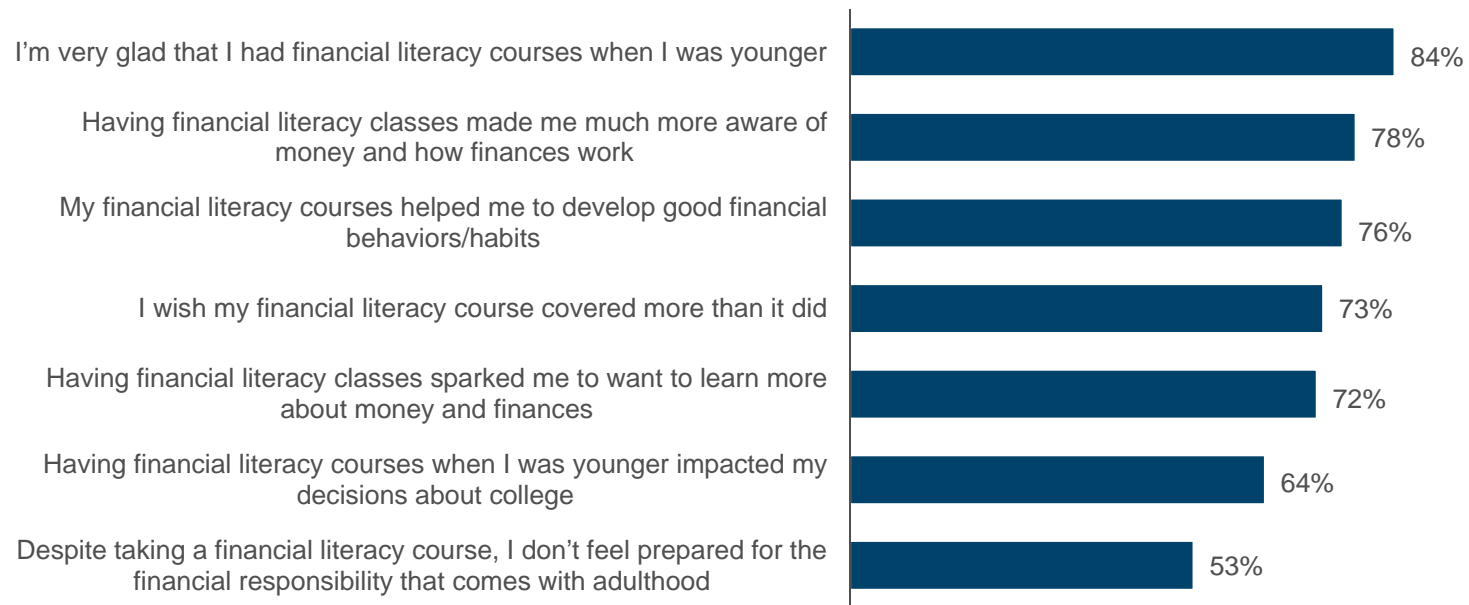 I’m very glad that I had financial literacy courses when I was younger
84%
Having financial literacy classes made me much more aware of
money and how finances work
78%
My financial literacy courses helped me to develop good financial
behaviors/habits
76%
I wish my financial literacy course covered more than it did
73%
Having financial literacy classes sparked me to want to learn more
about money and finances
72%
Having financial literacy courses when I was younger impacted my
decisions about college
64%
Despite taking a financial literacy course, I don’t feel prepared for the
financial responsibility that comes with adulthood
53%